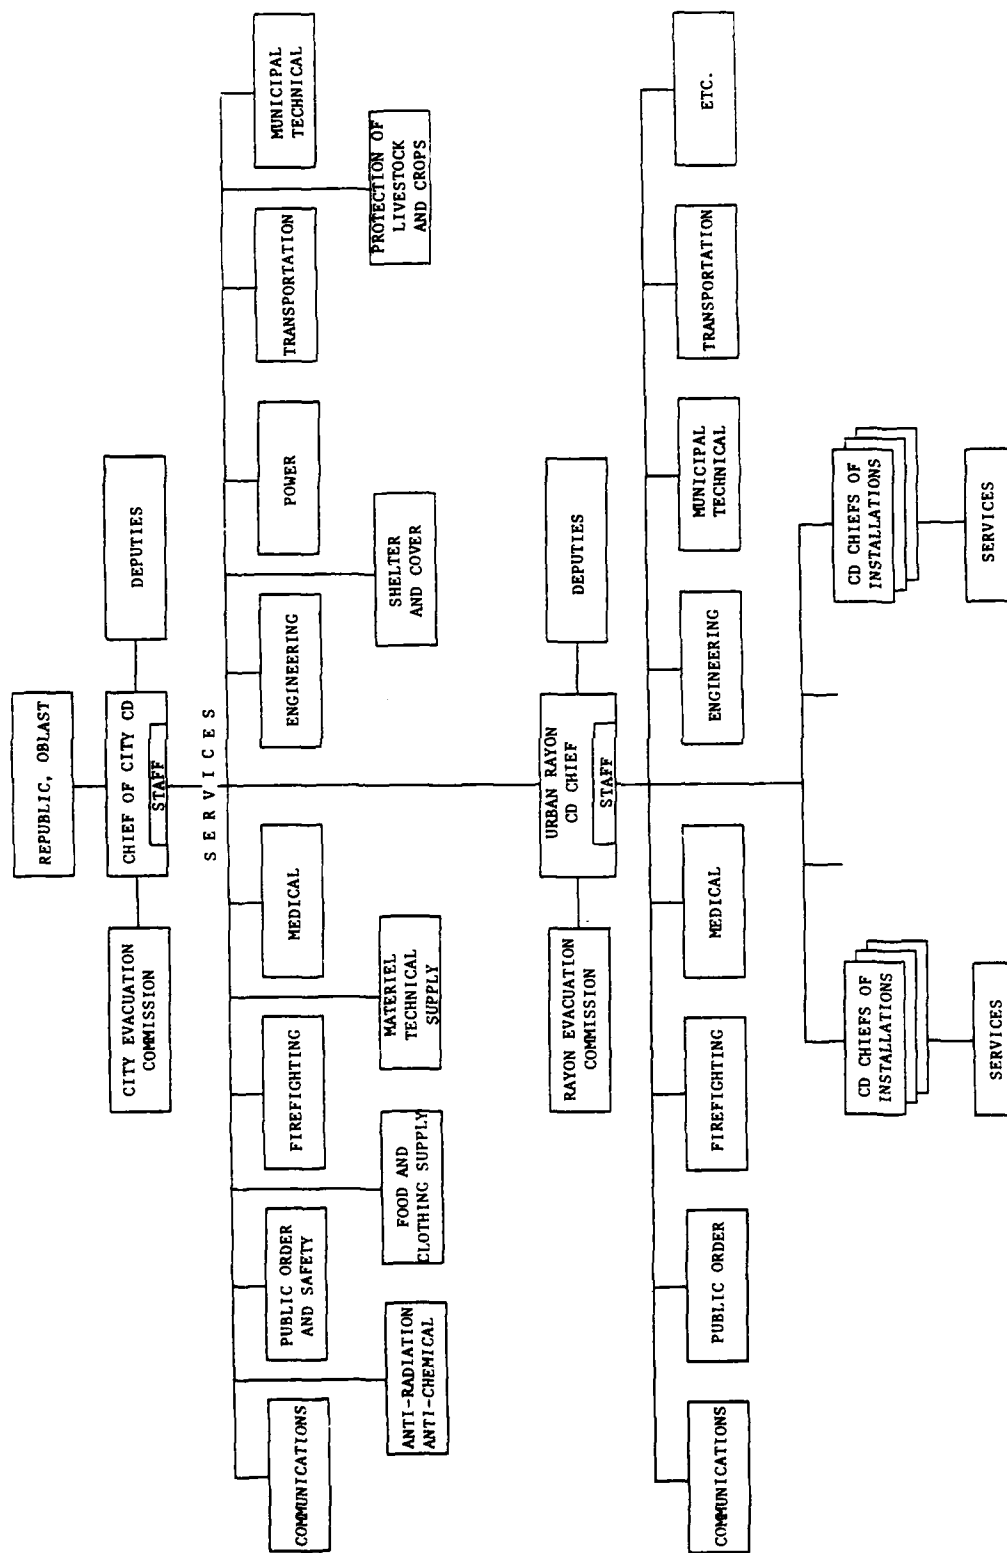 REPUBLIC, OBLAST
CITY EVACUATION
COMMISSION
CHIEF OF CITY CD
STAFF
DEPUTIES
SERVICES
COMMUNICATIONS
PUBLIC ORDER
AND SAFETY
FIREFIGHTING
MEDICAL
ENGINEERING
POWER
TRANSPORTATION
MUNICIPAL
TECHNICAL
ANTI-RADIATION
ANTI-CHEMICAL
FOOD AND
CLOTHING SUPPLY
MATERIEL
TECHNICAL
SUPPLY
SHELTER
AND COVER
PROTECTION OF
LIVESTOCK
AND CROPS
RAYON EVACUATION
COMMISSION
URBAN RAYON
CD CHIEF
STAFF
DEPUTIES
COMMUNICATIONS
PUBLIC ORDER
FIREFIGHTING
MEDICAL
ENGINEERING
MUNICIPAL
TECHNICAL
TRANSPORTATION
ETC.
CD CHIEFS OF
INSTALLATIONS
CD CHIEFS OF
INSTALLATIONS
SERVICES
SERVICES